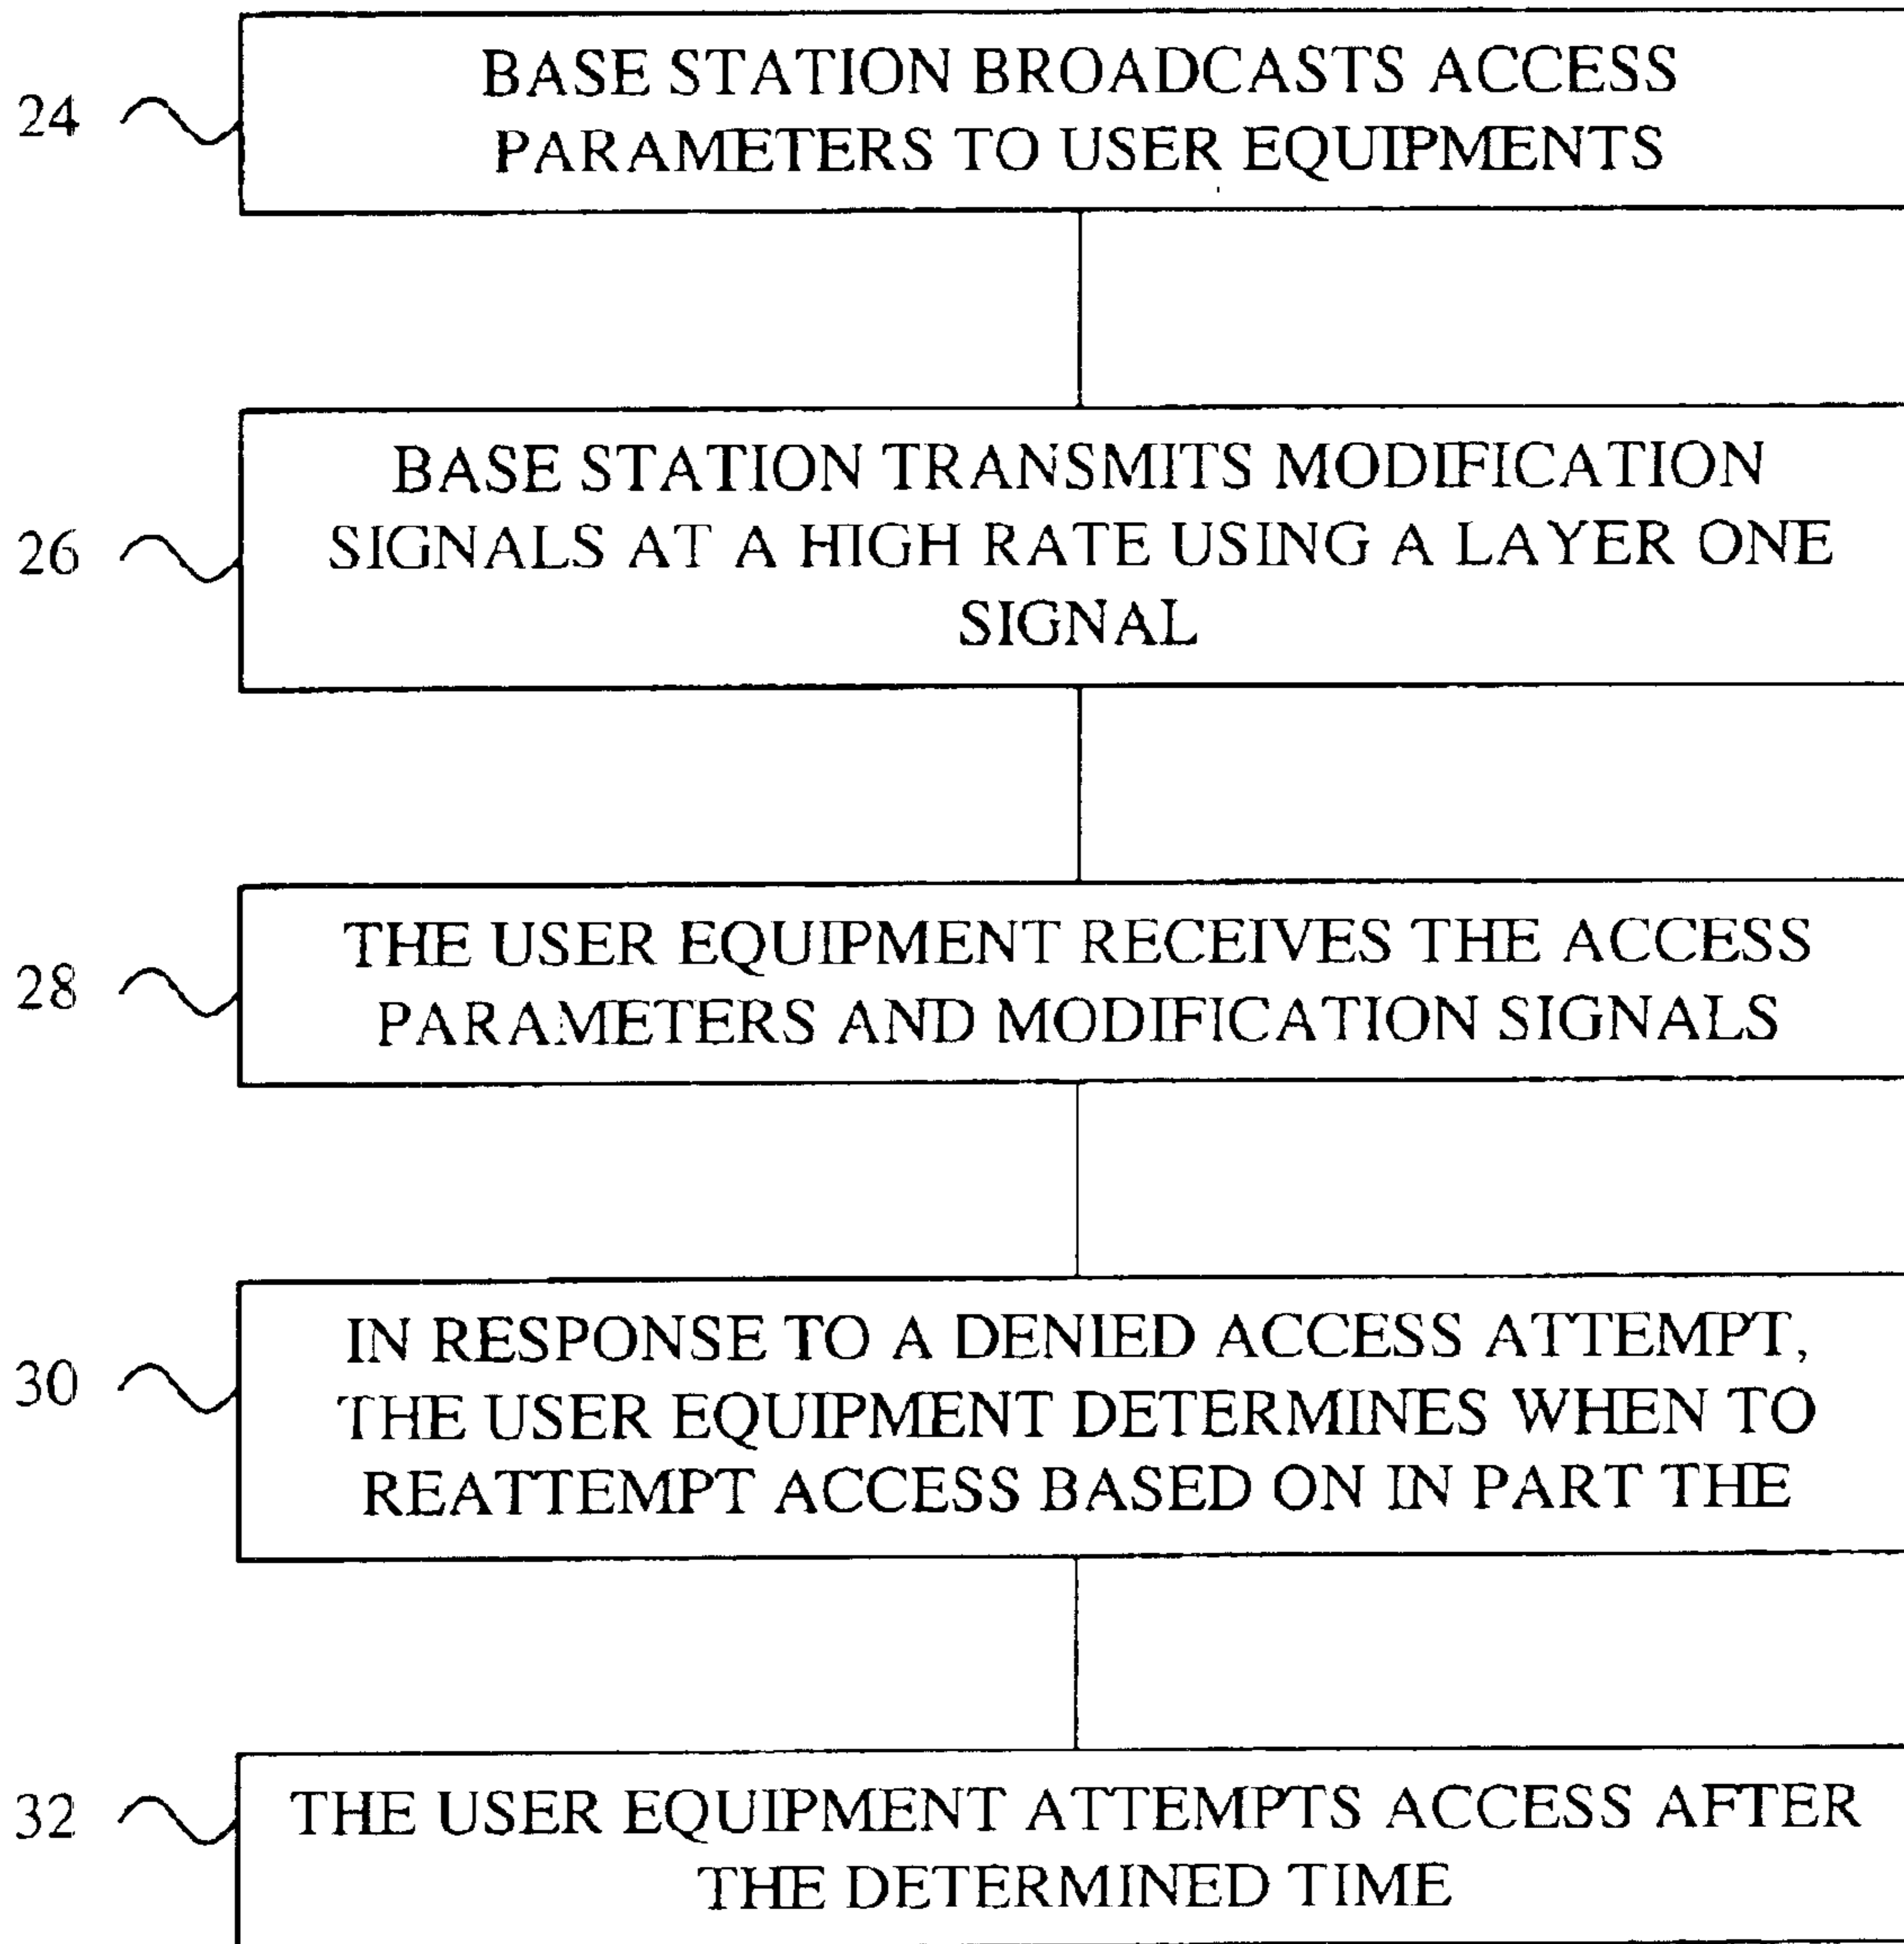 24
BASE STATION BROADCASTS ACCESS
PARAMETERS TO USER EQUIPMENTS
26
BASE STATION TRANSMITS MODIFICATION
SIGNALS AT A HIGH RATE USING A LAYER ONE
SIGNAL
28
THE USER EQUIPMENT RECEIVES THE ACCESS
PARAMETERS AND MODIFICATION SIGNALS
30
IN RESPONSE TO A DENIED ACCESS ATTEMPT,
THE USER EQUIPMENT DETERMINES WHEN TO
REATTEMPT ACCESS BASED ON IN PART THE
32
THE USER EQUIPMENT ATTEMPTS ACCESS AFTER
THE DETERMINED TIME